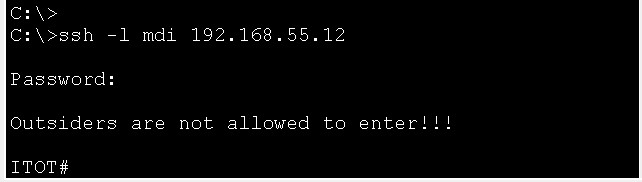 C:\>
C:\>ssh -l mdi 192.168.55.12
Password:
Outsiders are not allowed to enter!!!
ITOT#